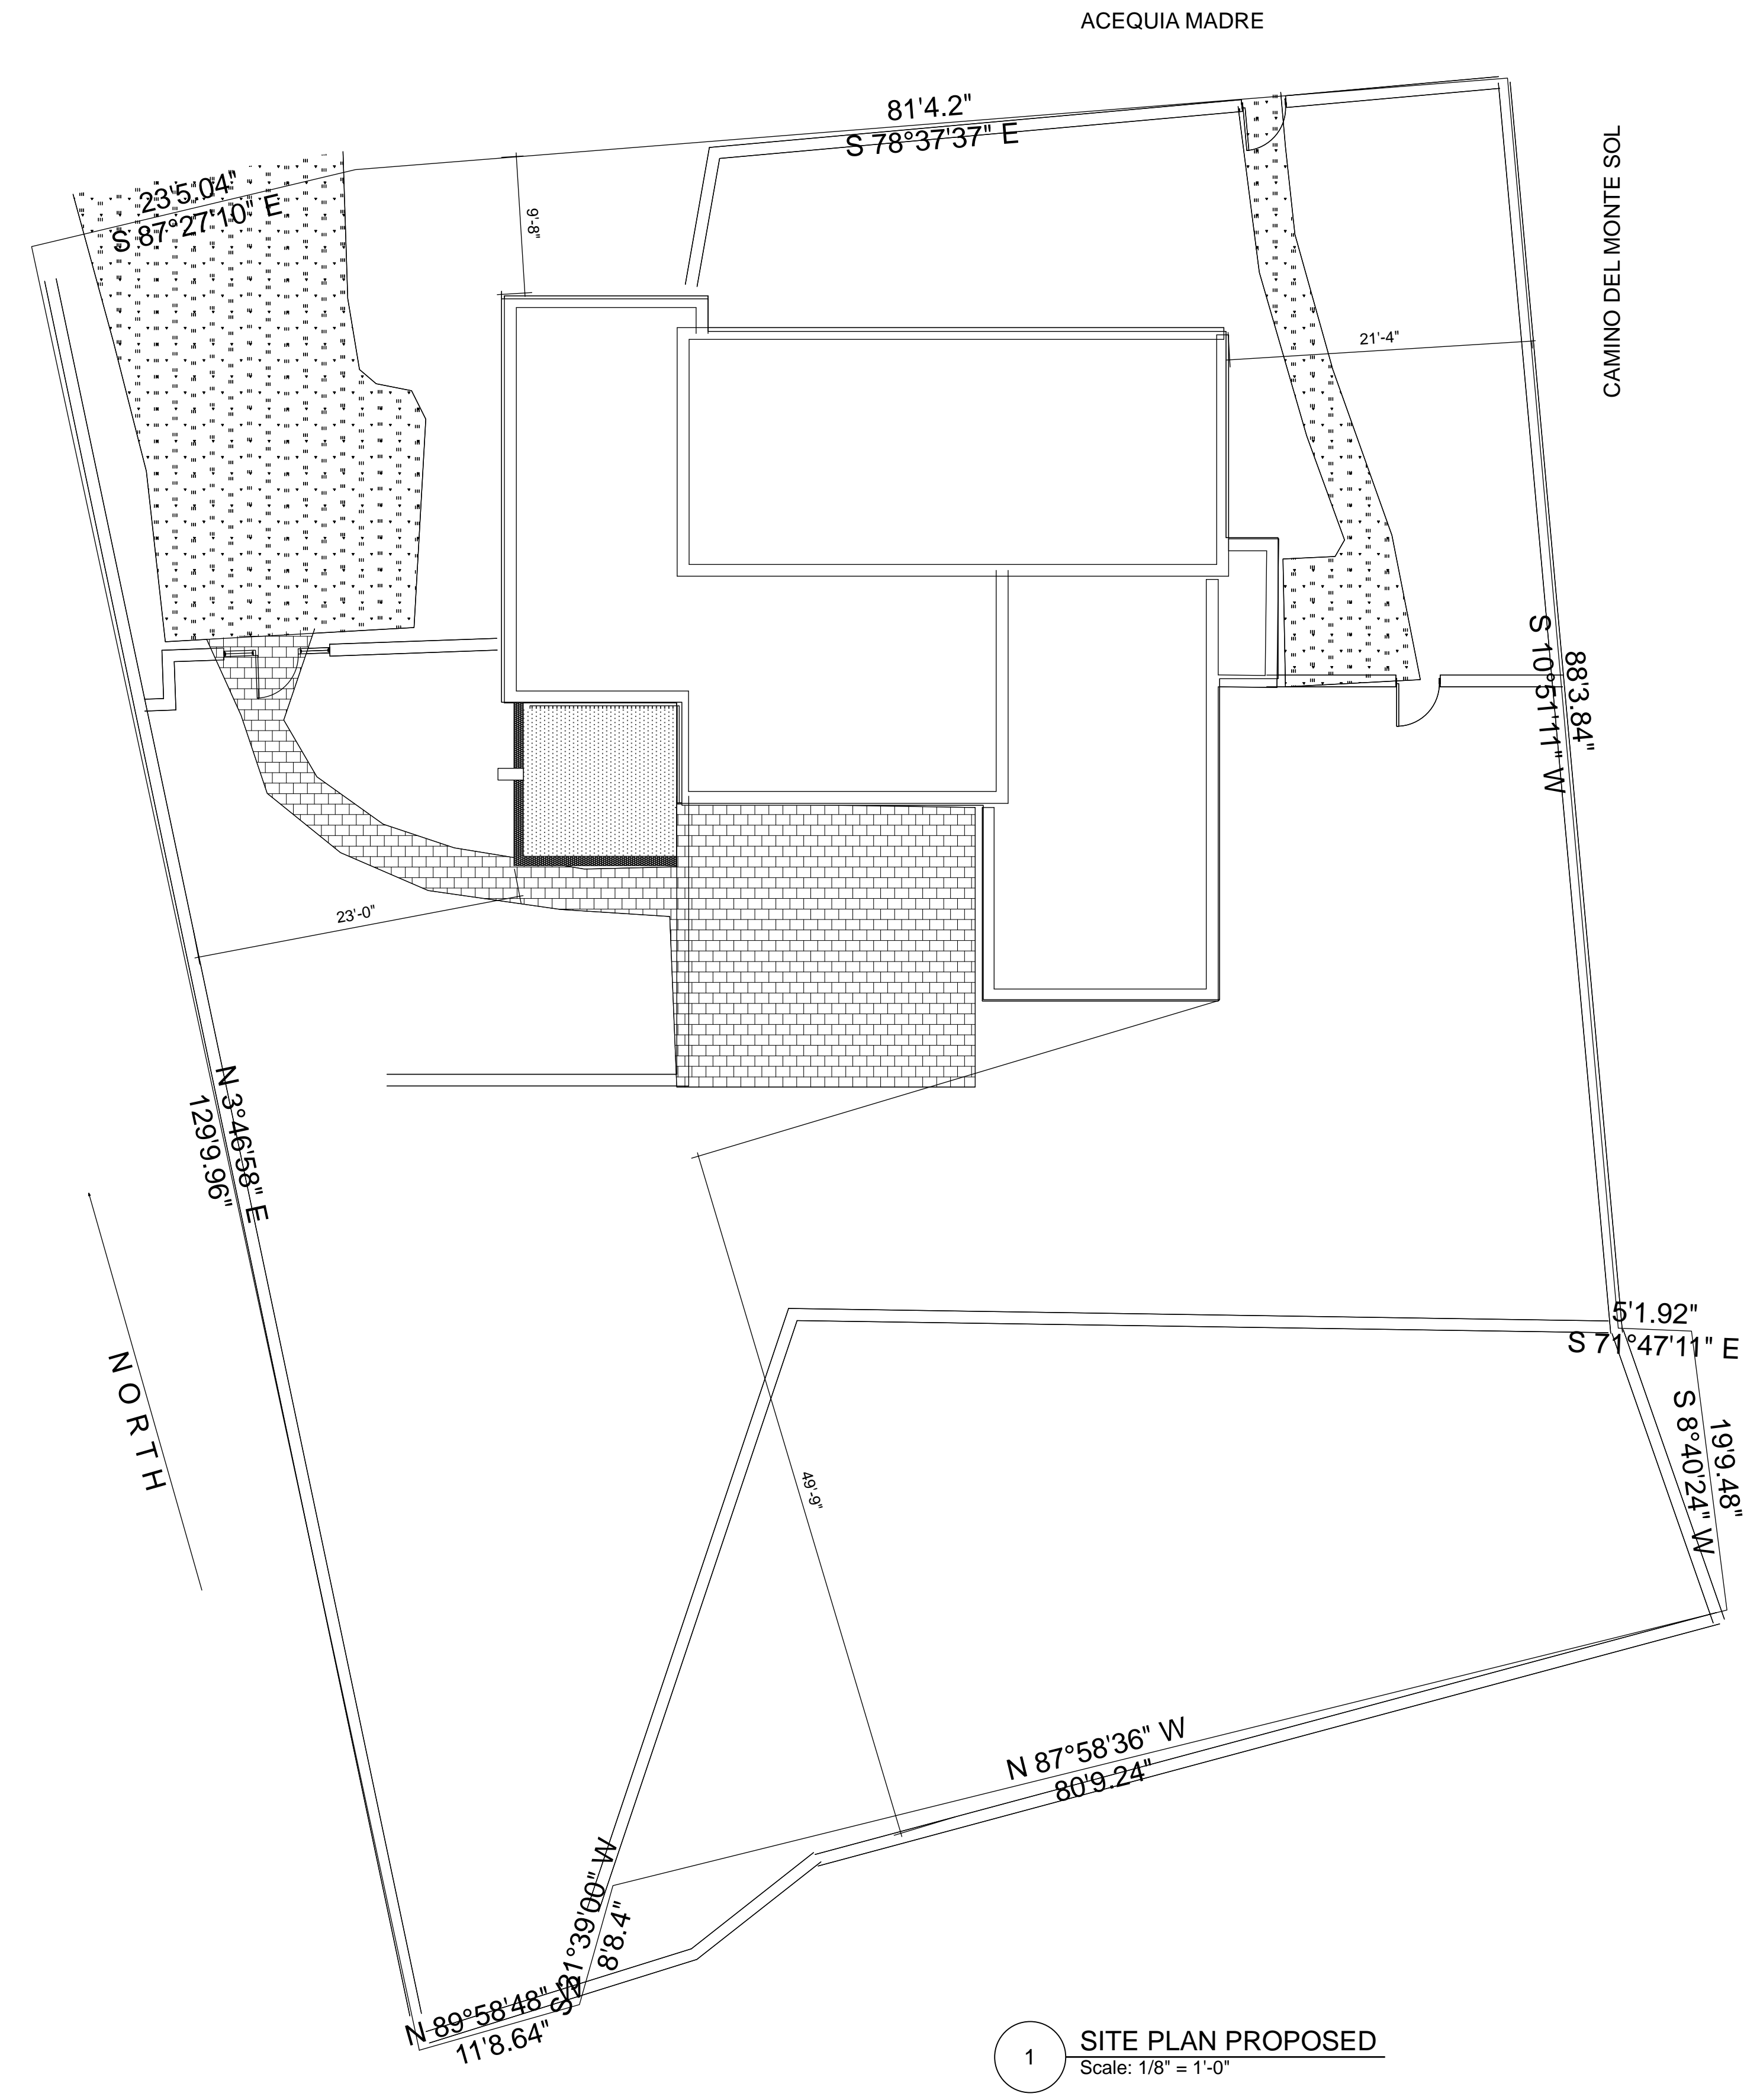 ACEQUIA MADRE
81'4.2"
S 78°37'37" E
23'5.04"
S 87°27'10" E
9'-8"
CAMINO DEL MONTE SOL
21'-4"
S 10°51'11" W
88'3.84"
23'-0"
N 3°46'58" E
129'9.96"
5'1.92"
S 71°47'11" E
NORTH
S 8°40'24" W
19'9.48"
49'-9"
N 87°58'36" W
80'9.24"
S 31°39'00" W
8'8.4"
N 89°58'48" W
11'8.64"
1
SITE PLAN PROPOSED
Scale: 1/8" = 1'-0"